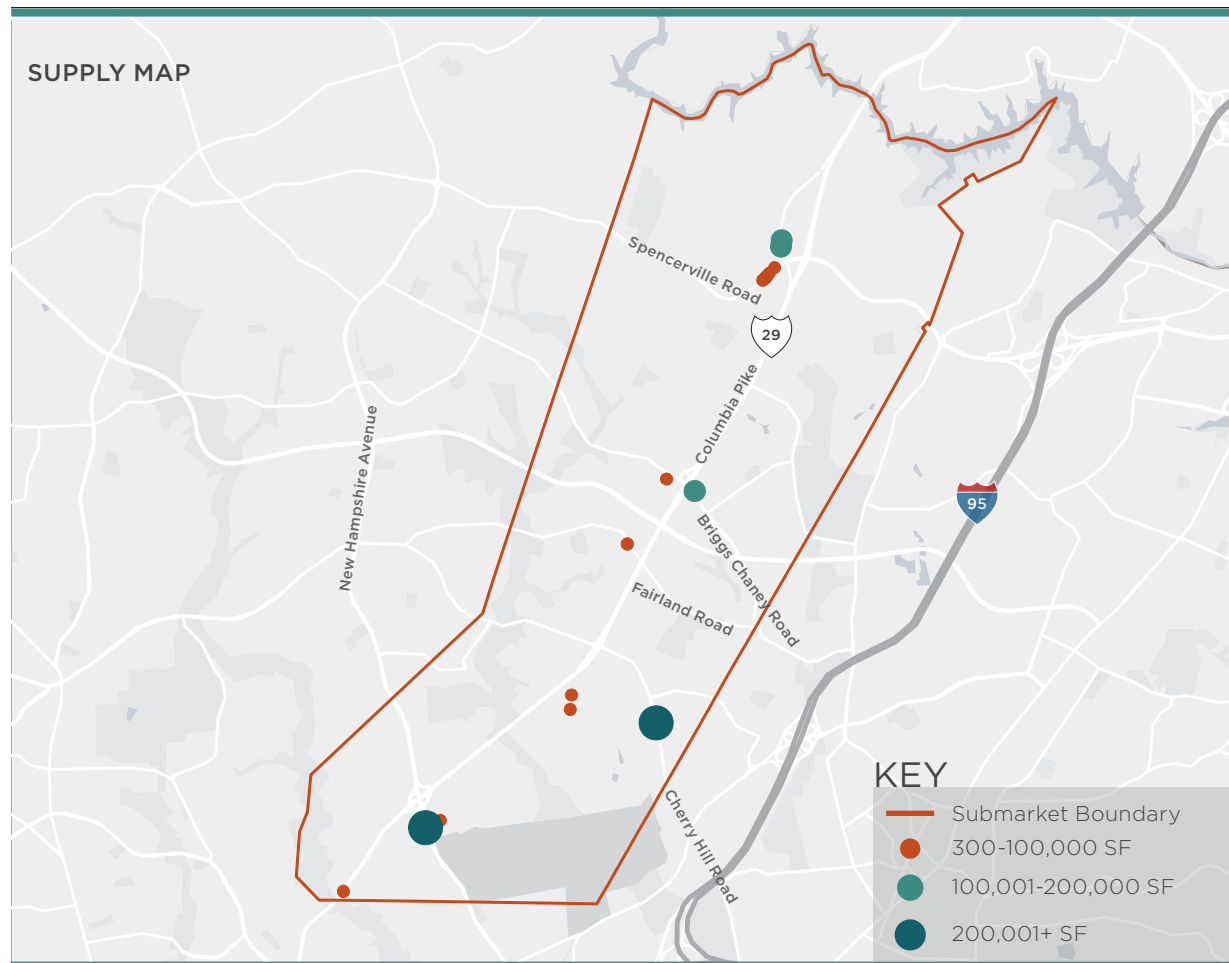 SUPPLY MAP
Spencerville Road
29
Columbia Pike
New Hampshire Avenue
95
Briggs Chaney Road
Fairland Road
Cherry Hill Road
KEY
Submarket Boundary
300-100,000 SF
100,001-200,000 SF
200,001+ SF